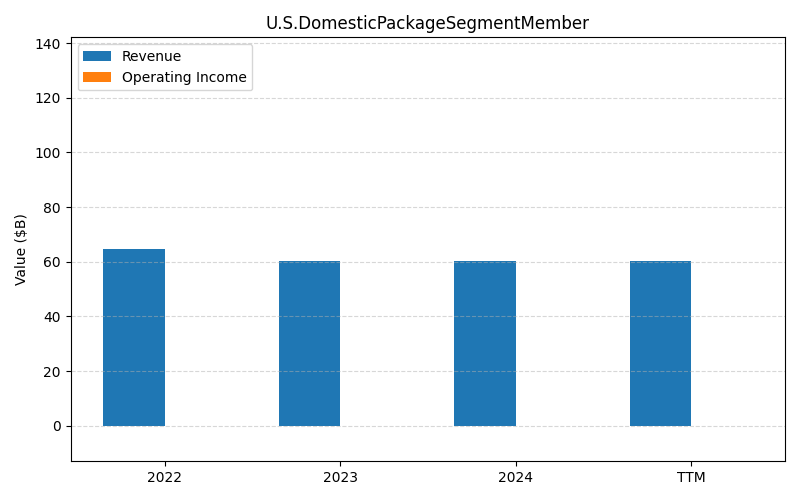 U.S.DomesticPackageSegmentMember
Revenue
Operating Income
Value ($B)
140
120
100
80
60
40
20
0
2022 2023 2024 TTM